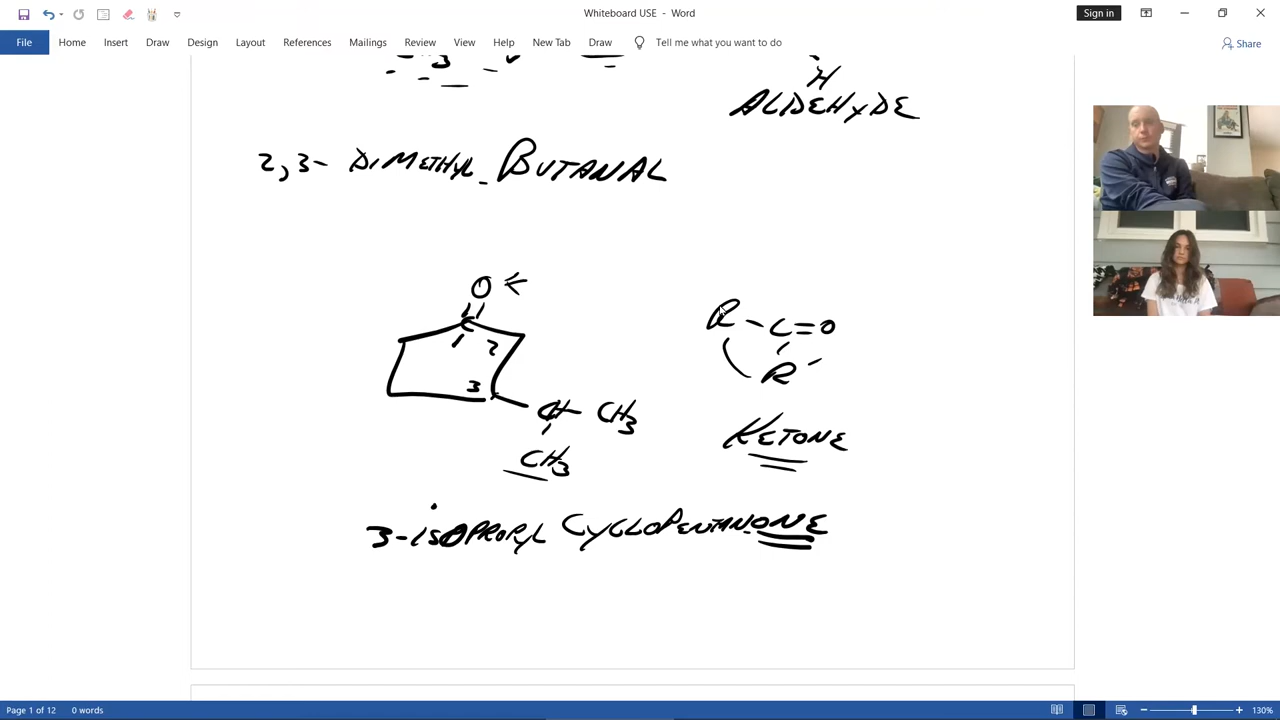 Whiteboard USE - Word
Sign in
File Home Insert Draw Design Layout References Mailings Review View Help New Tab Draw Tell me what you want to do
Share
H
ALDEHYDE
2,3- DIMETHYL BUTANAL
O
C
1
2
3
CH- CH3
CH3
R - C = O
R
KETONE
3-isOPROPYL CYCLOPENTANONE
Page 1 of 12 0 words
130%